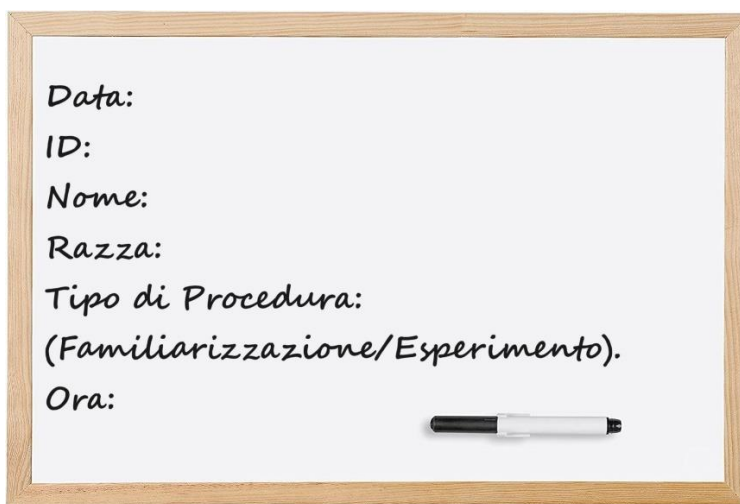 Data:
ID:
Nome:
Razza:
Tipo di Procedura:
(Familiarizzazione/Esperimento).
Ora: